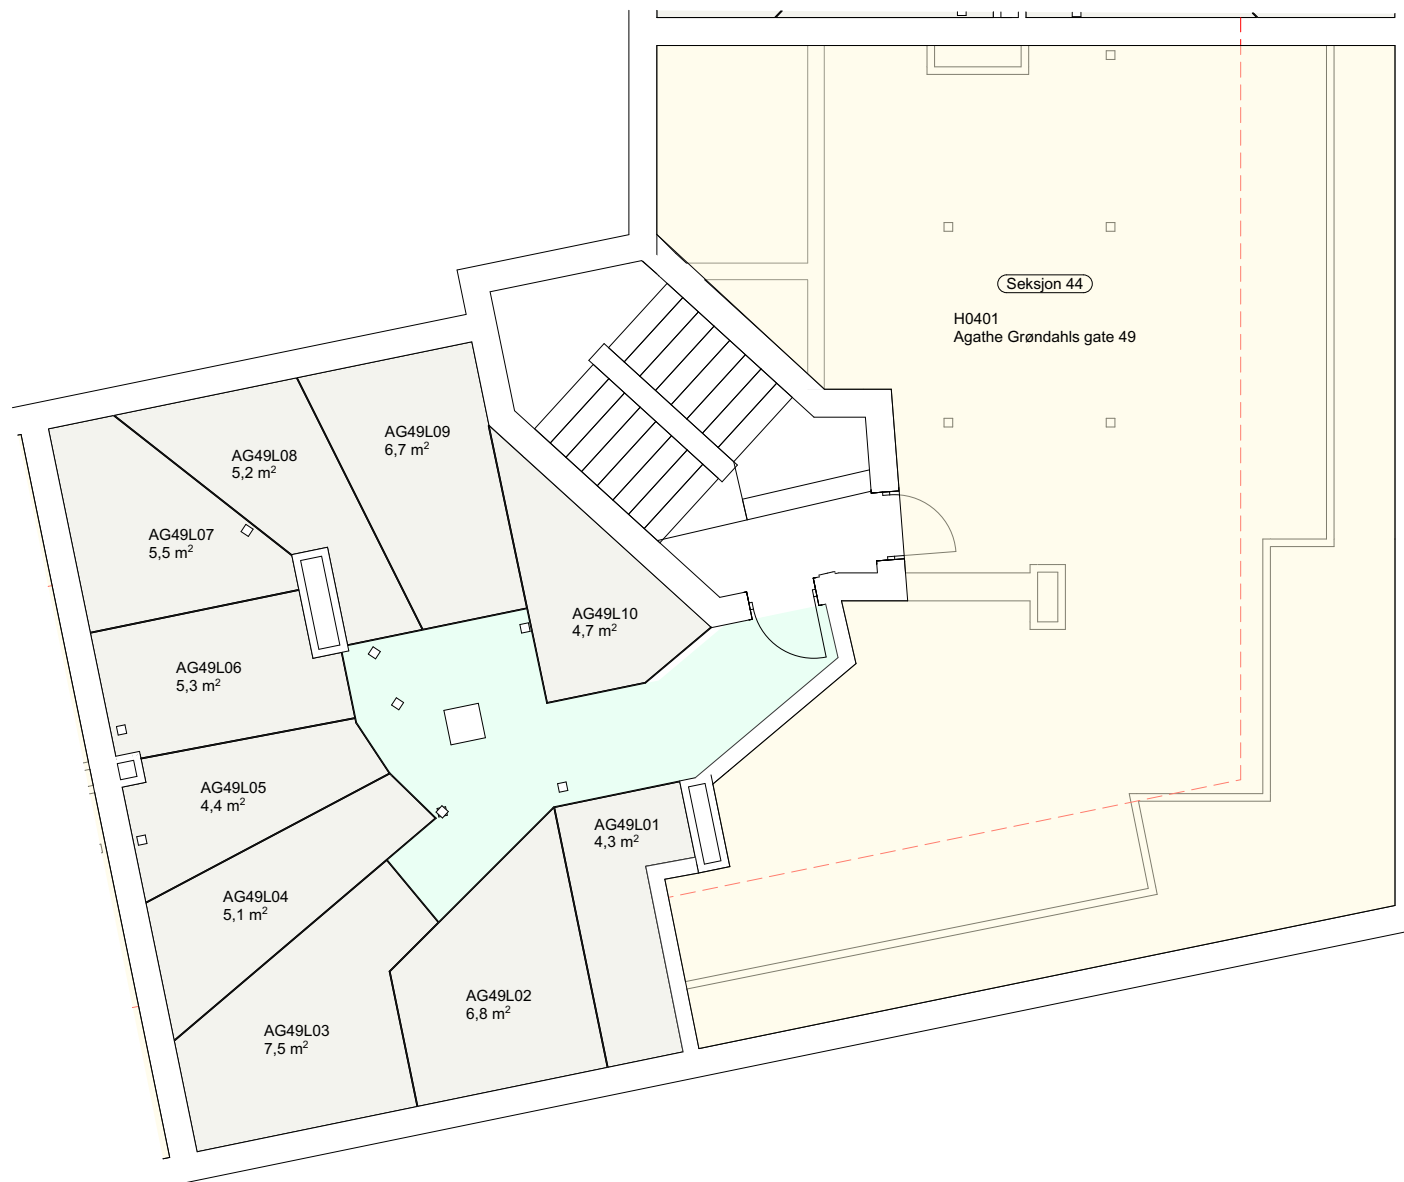 Seksjon 44
H0401
Agathe Grøndahls gate 49
AG49L09
6,7 m²
AG49L08
5,2 m²
AG49L07
5,5 m²
AG49L10
4,7 m²
AG49L06
5,3 m²
AG49L05
4,4 m²
AG49L01
4,3 m²
AG49L04
5,1 m²
AG49L02
6,8 m²
AG49L03
7,5 m²